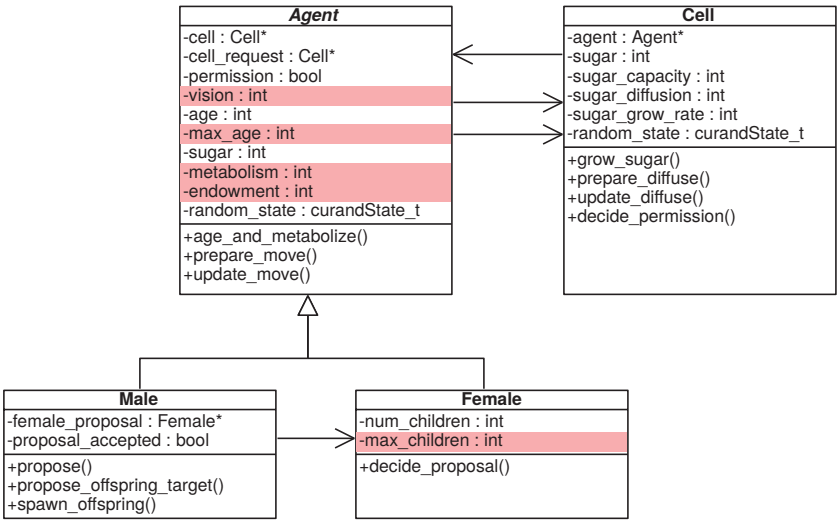 Agent
-cell : Cell*
-cell_request : Cell*
-permission : bool
-vision : int
-age : int
-max_age : int
-sugar : int
-metabolism : int
-endowment : int
-random_state : curandState_t
+age_and_metabolize()
+prepare_move()
+update_move()
Cell
-agent : Agent*
-sugar : int
-sugar_capacity : int
-sugar_diffusion : int
-sugar_grow_rate : int
-random_state : curandState_t
+grow_sugar()
+prepare_diffuse()
+update_diffuse()
+decide_permission()
Male
-female_proposal : Female*
-proposal_accepted : bool
+propose()
+propose_offspring_target()
+spawn_offspring()
Female
-num_children : int
-max_children : int
+decide_proposal()